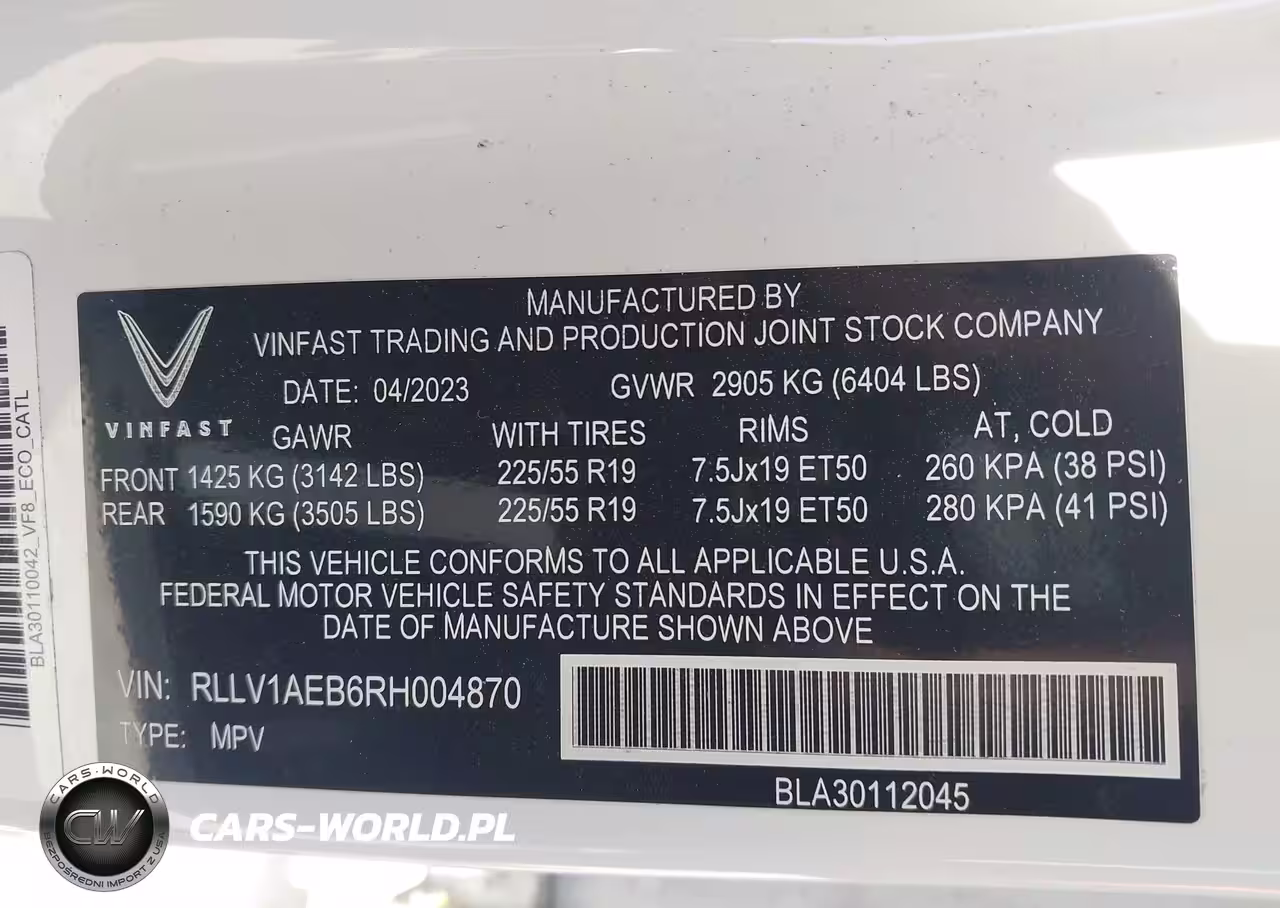 MANUFACTURED BY
VINFAST TRADING AND PRODUCTION JOINT STOCK COMPANY
DATE: 04/2023 GVWR 2905 KG (6404 LBS)
VINFAST
GAWR WITH TIRES RIMS AT, COLD
FRONT 1425 KG (3142 LBS) 225/55 R19 7.5Jx19 ET50 260 KPA (38 PSI)
REAR 1590 KG (3505 LBS) 225/55 R19 7.5Jx19 ET50 280 KPA (41 PSI)
THIS VEHICLE CONFORMS TO ALL APPLICABLE U.S.A.
FEDERAL MOTOR VEHICLE SAFETY STANDARDS IN EFFECT ON THE
DATE OF MANUFACTURE SHOWN ABOVE
VIN: RLLV1AEB6RH004870
TYPE: MPV
BLA30112045
BLA30110042_VF8_ECO_CATL
CARS-WORLD
CW
BEZPOŚREDNI IMPORT Z USA
CARS-WORLD.PL